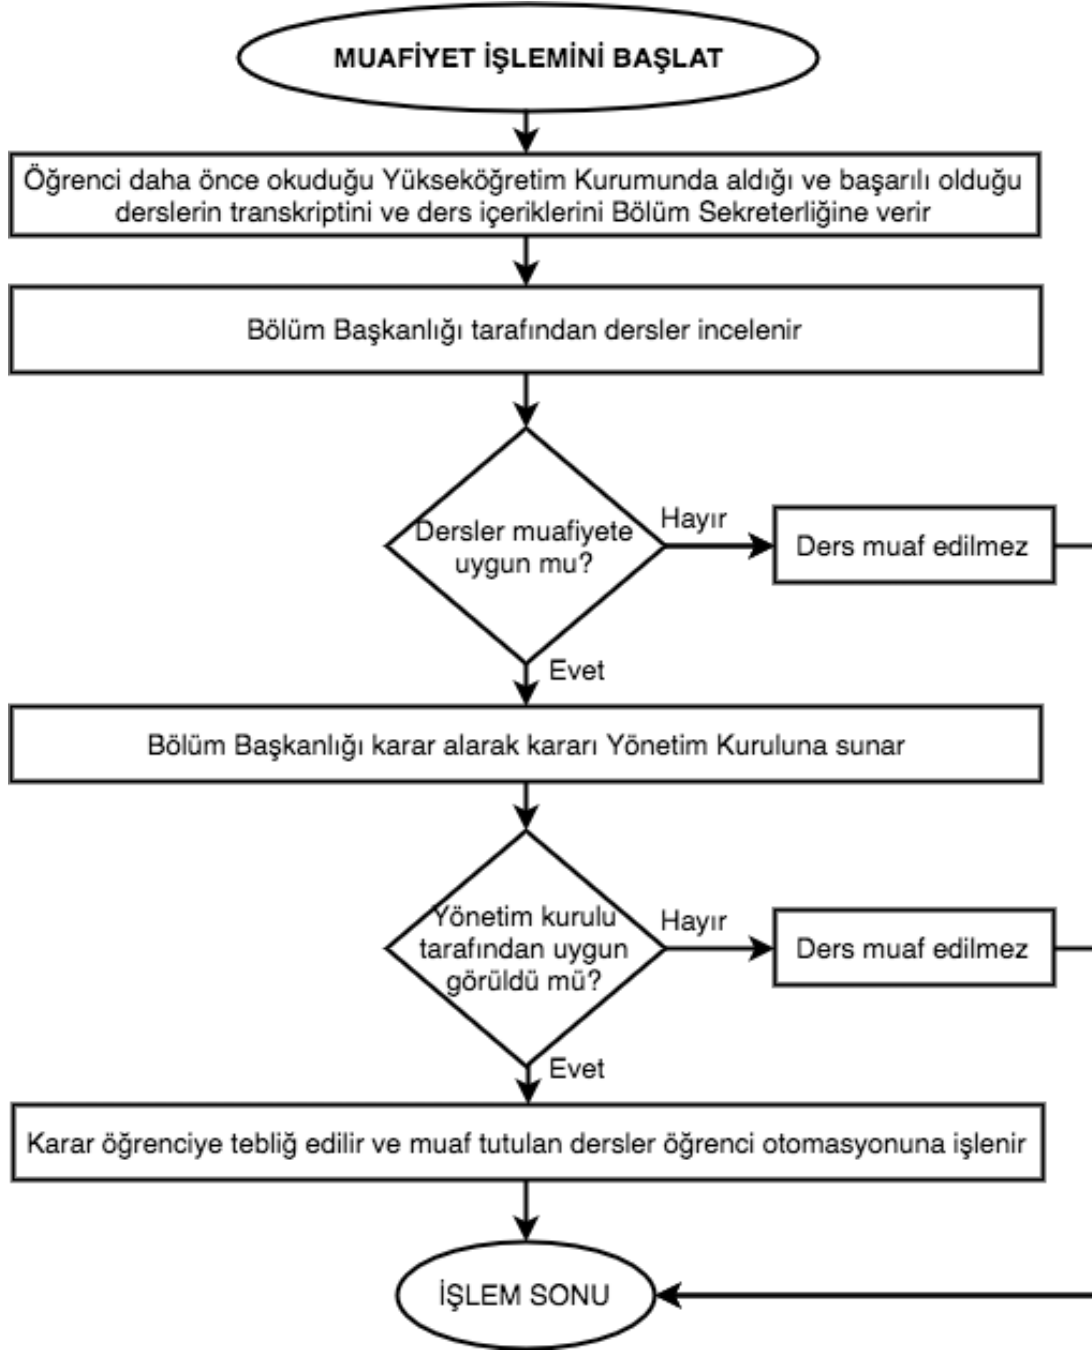 MUAFİYET İŞLEMİNİ BAŞLAT
Öğrenci daha önce okuduğu Yükseköğretim Kurumunda aldığı ve başarılı olduğu
derslerin transkriptini ve ders içeriklerini Bölüm Sekreterliğine verir
Bölüm Başkanlığı tarafından dersler incelenir
Dersler muafiyete
uygun mu?
Hayır
Ders muaf edilmez
Evet
Bölüm Başkanlığı karar alarak kararı Yönetim Kuruluna sunar
Yönetim kurulu
tarafından uygun
görüldü mü?
Hayır
Ders muaf edilmez
Evet
Karar öğrenciye tebliğ edilir ve muaf tutulan dersler öğrenci otomasyonuna işlenir
İŞLEM SONU